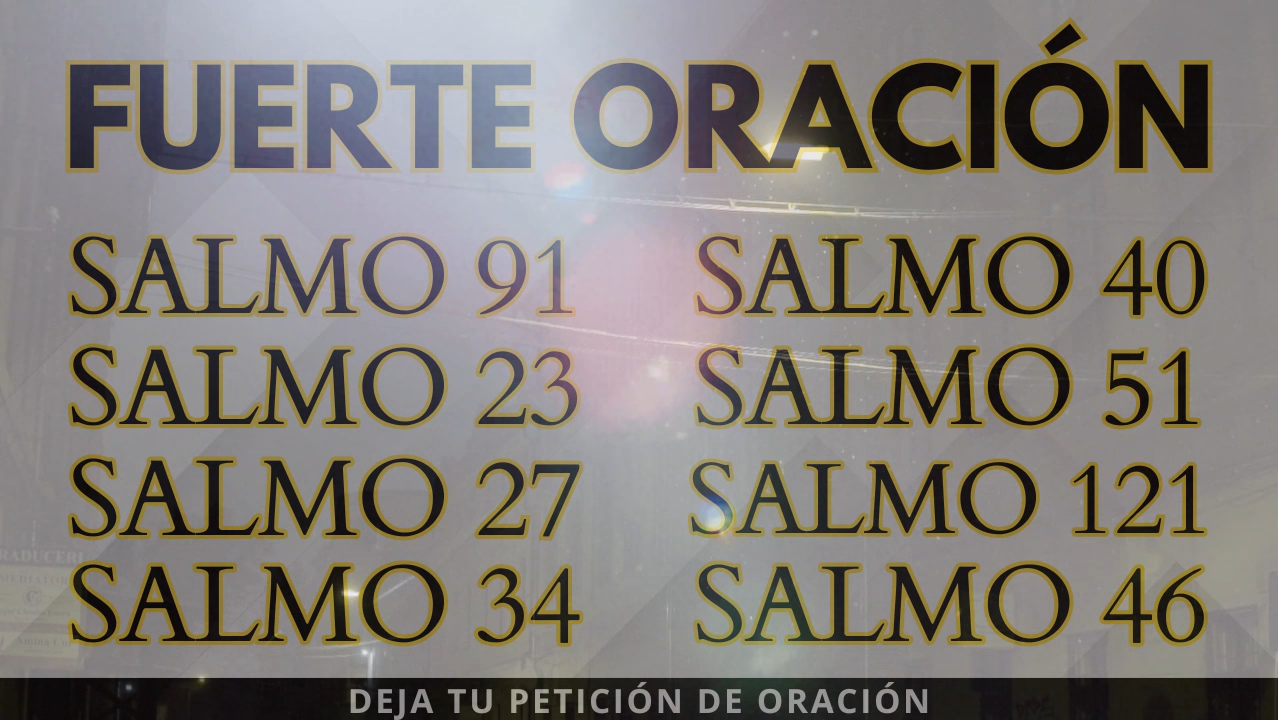 FUERTE ORACIÓN
SALMO 91
SALMO 23
SALMO 27
SALMO 34
SALMO 40
SALMO 51
SALMO 121
SALMO 46
DEJA TU PETICIÓN DE ORACIÓN